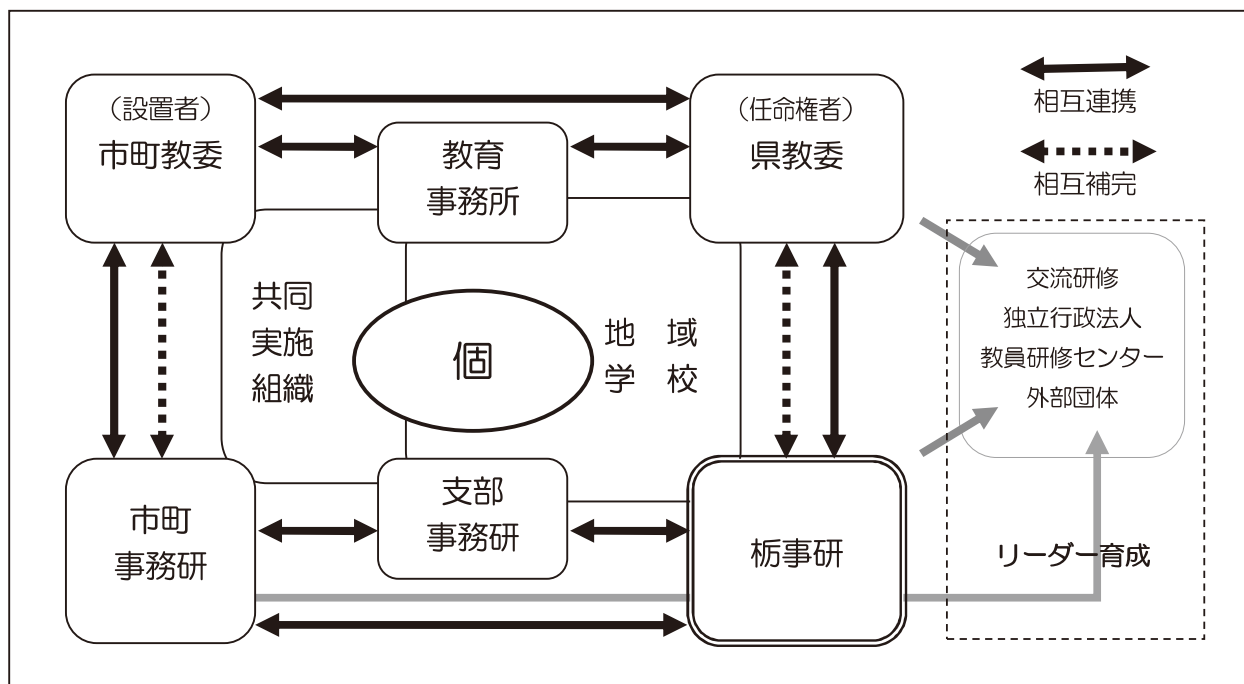 (設置者)
市町教委
教育
事務所
(任命権者)
県教委
相互連携
相互補完
共同
実施
組織
個
地 域
学 校
交流研修
独立行政法人
教員研修センター
外部団体
リーダー育成
市町
事務研
支部
事務研
栃事研